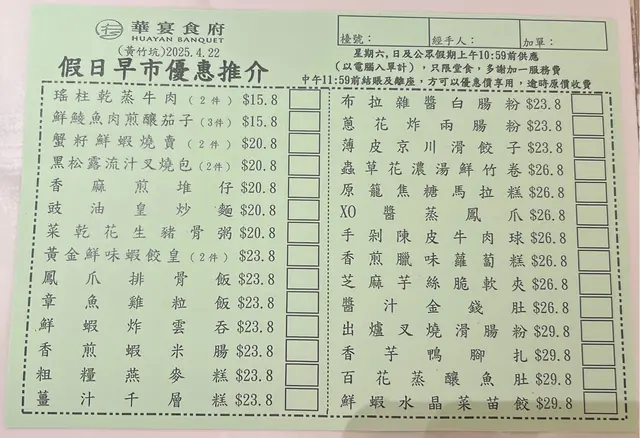 華宴食府
HUAYAN BANQUET
(黃竹坑)2025.4.22
假日早市優惠推介
檯號：
經手人：
加單：
星期六,日及公眾假期上午10:59前供應
(以電腦入單計)，只限堂食，多謝加一服務費
中午11:59前結賬及離座，方可以優惠價享用，逾時原價收費
瑤柱乾蒸牛肉(2件) $15.8
鮮鯪魚肉煎釀茄子(3件) $15.8
蟹籽鮮蝦燒賣(2件) $20.8
黑松露流汁叉燒包(2件) $20.8
香麻煎堆仔 $20.8
豉油皇炒麵 $20.8
菜乾花生豬骨粥 $20.8
黃金鮮味蝦餃皇(2件) $23.8
鳳爪排骨飯 $23.8
章魚雞粒飯 $23.8
鮮蝦炸雲吞 $23.8
香煎蝦米腸 $23.8
粗糧燕麥糕 $23.8
薑汁千層糕 $23.8
布拉雜醬白腸粉 $23.8
蔥花炸兩腸粉 $23.8
薄皮京川滑餃子 $23.8
蟲草花濃湯鮮竹卷 $26.8
原籠焦糖馬拉糕 $26.8
XO醬蒸鳳爪 $26.8
手剁陳皮牛肉球 $26.8
香煎臘味蘿蔔糕 $26.8
芝麻芋絲脆軟夾 $26.8
醬汁金錢肚 $26.8
出爐叉燒滑腸粉 $29.8
香芋鴨腳扎 $29.8
百花蒸釀魚肚 $29.8
鮮蝦水晶菜苗餃 $29.8